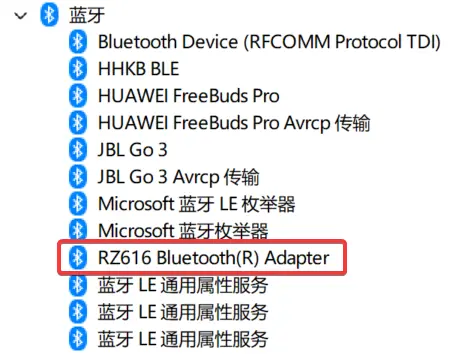 蓝牙
Bluetooth Device (RFCOMM Protocol TDI)
HHKB BLE
HUAWEI FreeBuds Pro
HUAWEI FreeBuds Pro Avrcp 传输
JBL Go 3
JBL Go 3 Avrcp 传输
Microsoft 蓝牙 LE 枚举器
Microsoft 蓝牙枚举器
RZ616 Bluetooth(R) Adapter
蓝牙 LE 通用属性服务
蓝牙 LE 通用属性服务
蓝牙 LE 通用属性服务